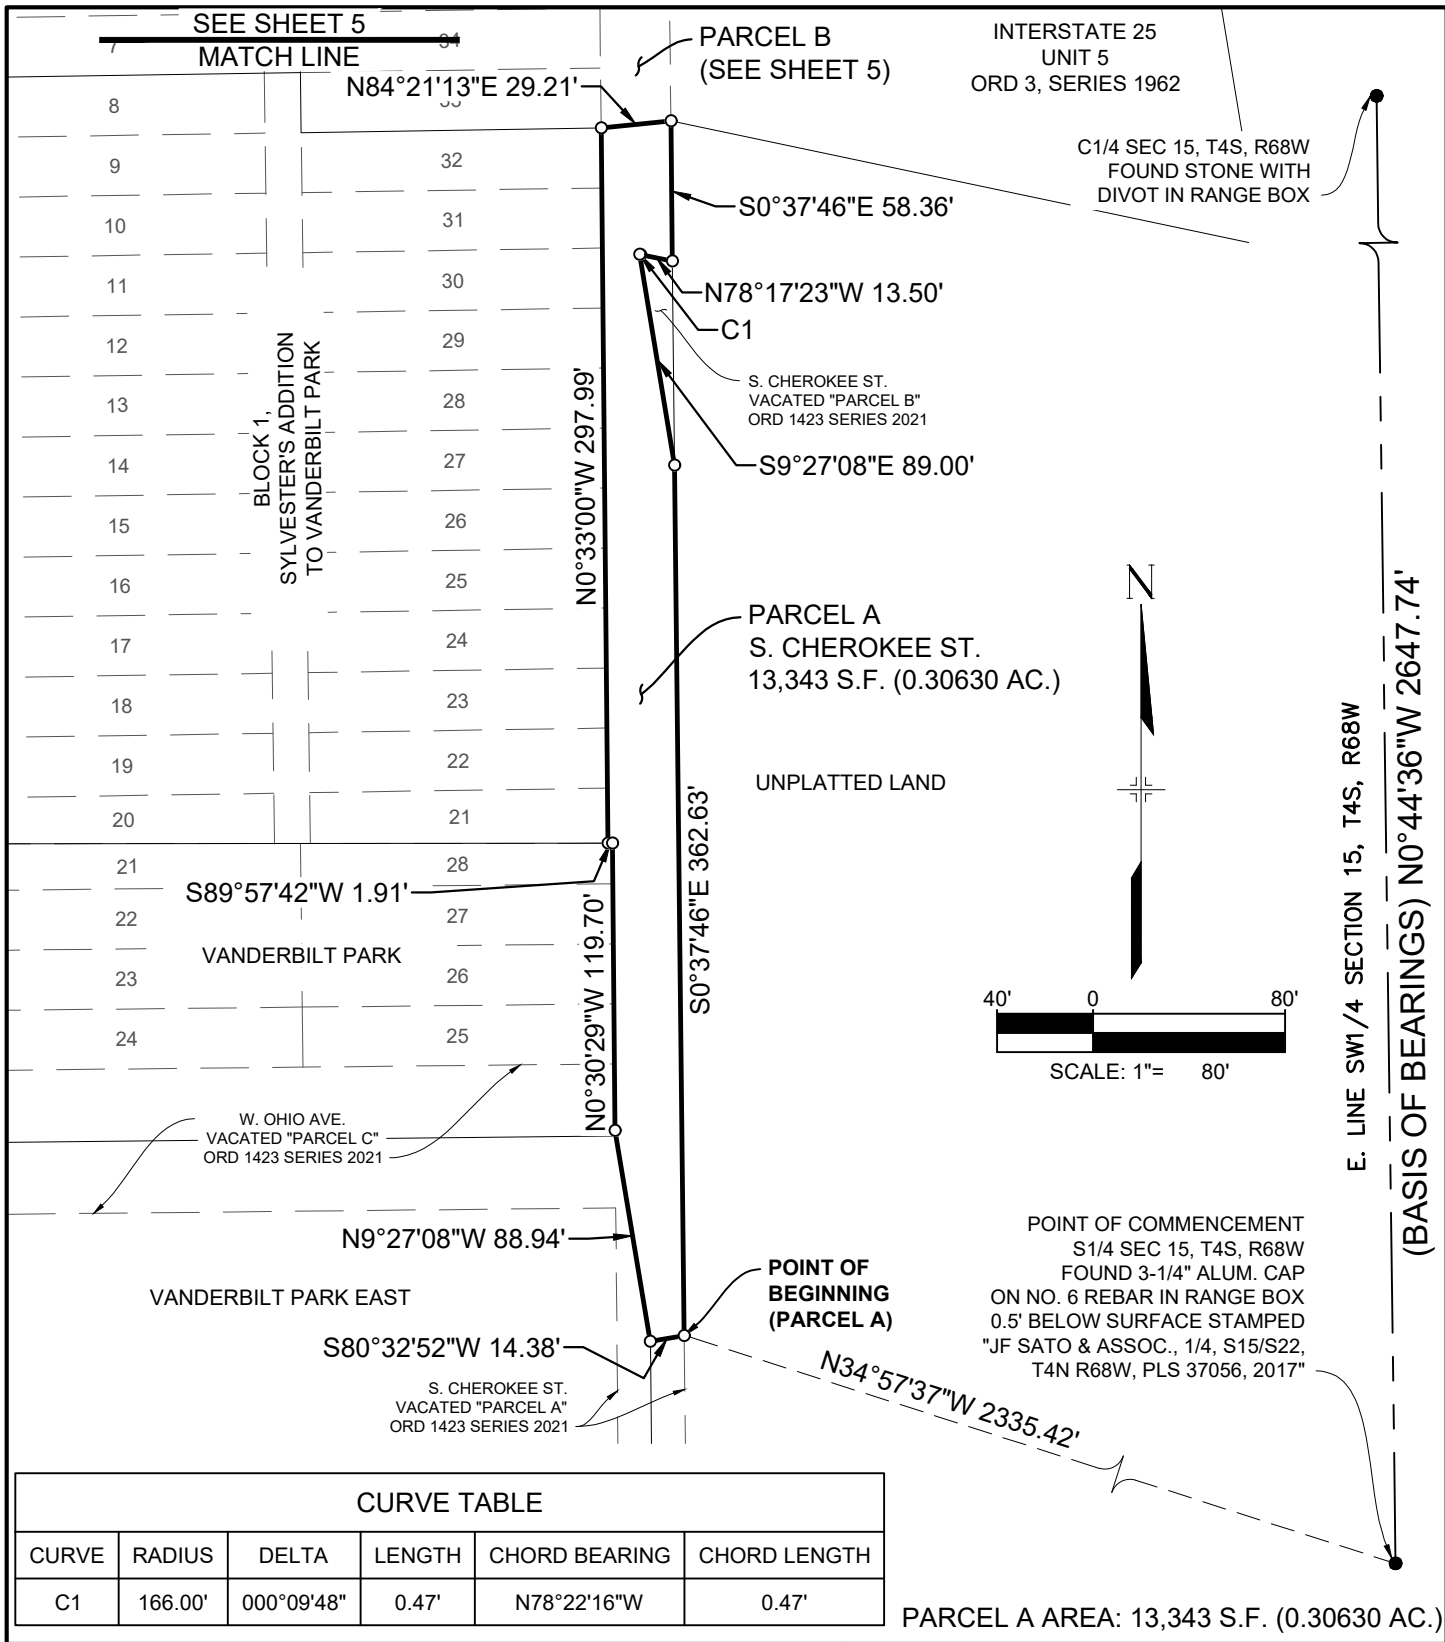 SEE SHEET 5
MATCH LINE
7
34
PARCEL B
(SEE SHEET 5)
INTERSTATE 25
UNIT 5
ORD 3, SERIES 1962
N84°21'13"E 29.21'
8
33
9
32
10
31
11
30
12
29
13
28
14
27
15
26
16
25
17
24
18
23
19
22
20
21
BLOCK 1,
SYLVESTER'S ADDITION
TO VANDERBILT PARK
C1/4 SEC 15, T4S, R68W
FOUND STONE WITH
DIVOT IN RANGE BOX
S0°37'46"E 58.36'
N78°17'23"W 13.50'
C1
S. CHEROKEE ST.
VACATED "PARCEL B"
ORD 1423 SERIES 2021
S9°27'08"E 89.00'
N0°33'00"W 297.99'
PARCEL A
S. CHEROKEE ST.
13,343 S.F. (0.30630 AC.)
N
UNPLATTED LAND
S0°37'46"E 362.63'
E. LINE SW1/4 SECTION 15, T4S, R68W
(BASIS OF BEARINGS) N0°44'36"W 2647.74'
21
28
S89°57'42"W 1.91'
22
27
VANDERBILT PARK
23
26
24
25
N0°30'29"W 119.70'
40'
0
80'
SCALE: 1"= 80'
W. OHIO AVE.
VACATED "PARCEL C"
ORD 1423 SERIES 2021
N9°27'08"W 88.94'
VANDERBILT PARK EAST
S80°32'52"W 14.38'
POINT OF
BEGINNING
(PARCEL A)
POINT OF COMMENCEMENT
S1/4 SEC 15, T4S, R68W
FOUND 3-1/4" ALUM. CAP
ON NO. 6 REBAR IN RANGE BOX
0.5' BELOW SURFACE STAMPED
"JF SATO & ASSOC., 1/4, S15/S22,
T4N R68W, PLS 37056, 2017"
N34°57'37"W 2335.42'
S. CHEROKEE ST.
VACATED "PARCEL A"
ORD 1423 SERIES 2021
CURVE TABLE
CURVE RADIUS DELTA LENGTH CHORD BEARING CHORD LENGTH
C1 166.00' 000°09'48" 0.47' N78°22'16"W 0.47'
PARCEL A AREA: 13,343 S.F. (0.30630 AC.)